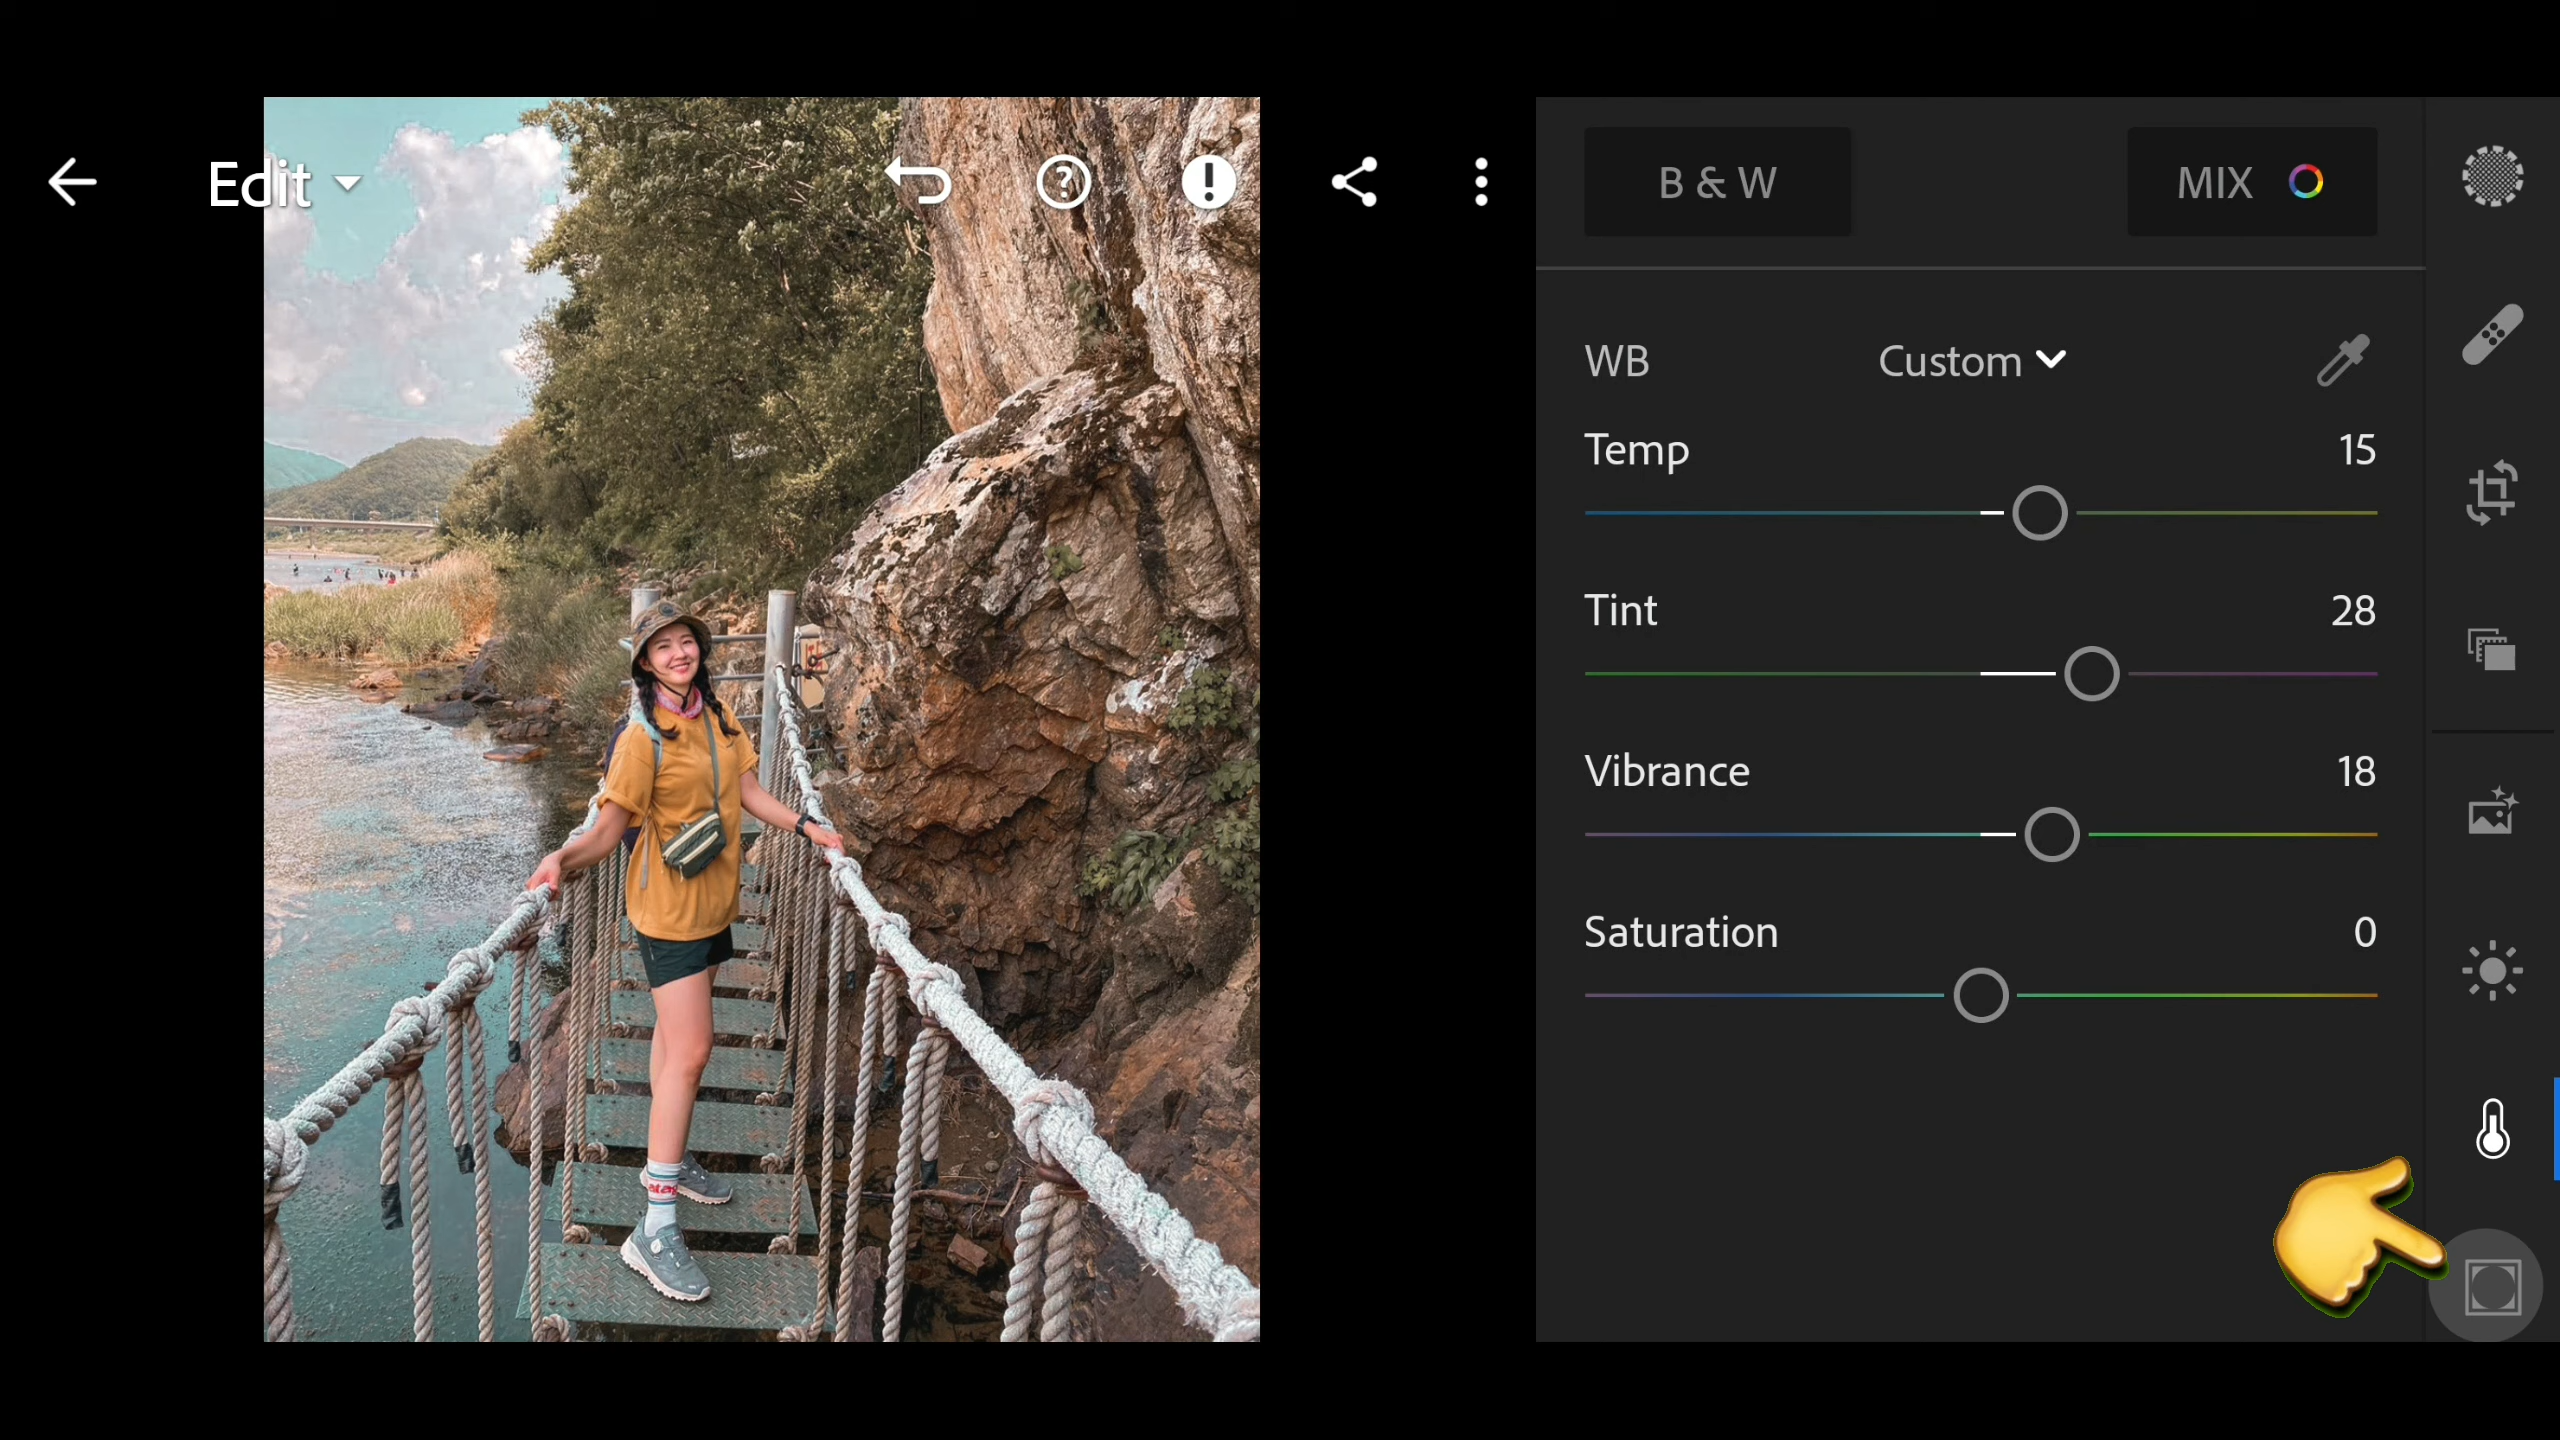 Edit
B & W
MIX
WB
Custom
Temp
15
Tint
28
Vibrance
18
Saturation
0